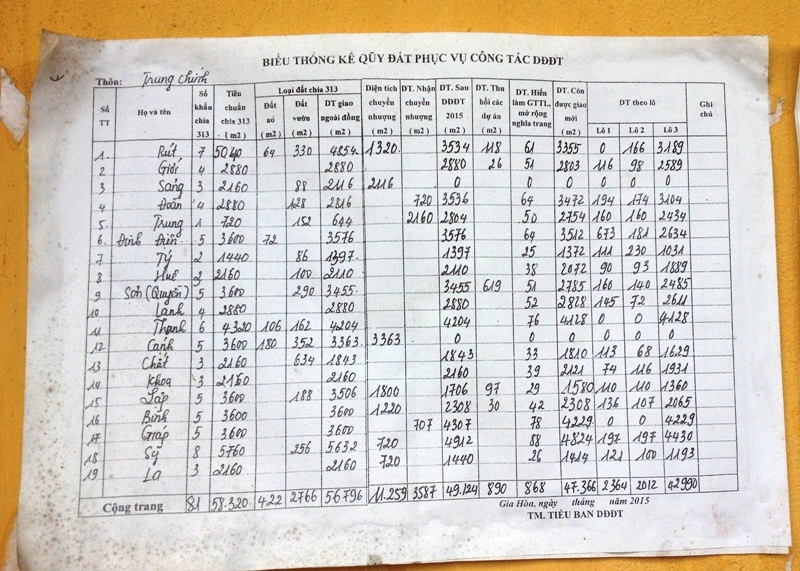 BIỂU THỐNG KÊ QŨY ĐẤT PHỤC VỤ CÔNG TÁC DĐĐT
Thôn: Trung chính
Số TT Họ và tên Số khẩu chia 313 Tiêu chuẩn chia 313 (m2) Loại đất chia 313 Đất ao (m2) Đất vườn (m2) DT giao ngoài đồng (m2) Diện tích chuyển nhượng DT. Nhận chuyển nhượng DT. Sau DĐĐT 2015 (m2) DT. Thu hồi các dự án (m2) DT. Hiến làm GTTL, mở rộng nghĩa trang DT. Còn được giao mới (m2) DT theo lô Lô 1 Lô 2 Lô 3 Ghi chú
1 Rút 7 5040 64 330 4854 1320 3534 118 61 3355 0 166 3189
2 Giới 4 2880 2880 2880 26 51 2803 116 98 2589
3 Sang 3 2160 88 2116 2116 0 0 0 0 0 0
4 Đoàn 4 2880 128 2816 720 3536 64 3472 194 174 3104
5 Trung 1 720 152 644 2160 2804 50 2754 160 160 2434
6 Đinh Điền 5 3600 72 3576 3576 64 3512 673 181 2634
7 Tý 2 1440 86 1397 1397 25 1372 111 230 1031
8 Huê 2 2160 100 2110 2110 38 2072 90 93 1889
9 Sơn (Quyền) 5 3600 290 3455 3455 619 51 2785 160 140 2485
10 Lành 4 2880 2880 2880 52 2828 145 72 2611
11 Thạnh 6 4320 106 162 4204 4204 76 4128 0 0 4128
12 Cảnh 5 3600 180 352 3363 3363 0 0 0 0 0
13 Chất 3 2160 634 1843 1843 33 1810 113 68 1629
14 Khoa 3 2160 2160 2160 39 2121 74 116 1931
15 Lập 5 3600 188 3506 1800 1706 97 29 1580 110 110 1360
16 Bình 5 3600 3600 1220 2308 30 42 2308 136 107 2065
17 Giáp 5 3600 3600 707 4307 78 4229 0 0 4229
18 Sỹ 8 5760 256 5632 720 4912 88 4824 197 197 4430
19 La 3 2160 2160 720 1440 26 1414 121 100 1193
Cộng trang 81 58.320 422 2766 56796 11.259 3587 49.124 890 868 47.366 2364 2012 42990
Gia Hòa, ngày tháng năm 2015
TM. TIỂU BAN DĐĐT